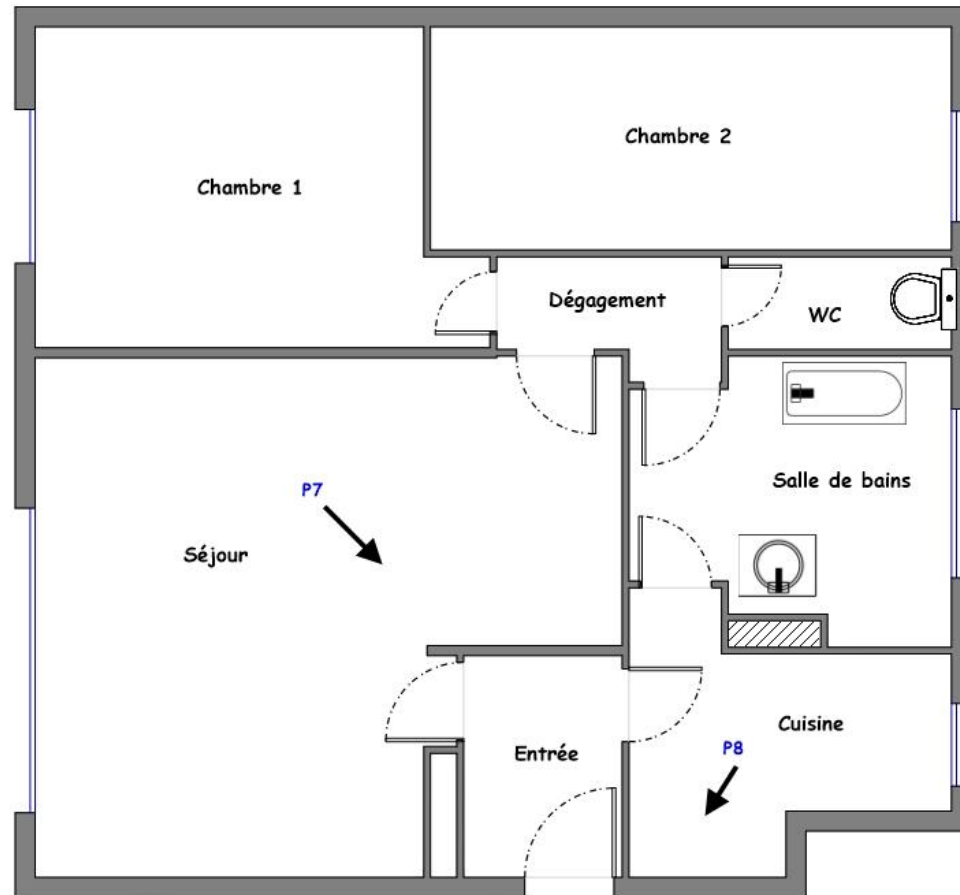 Chambre 2
Chambre 1
Dégagement
WC
Salle de bains
P7
Séjour
Cuisine
P8
Entrée